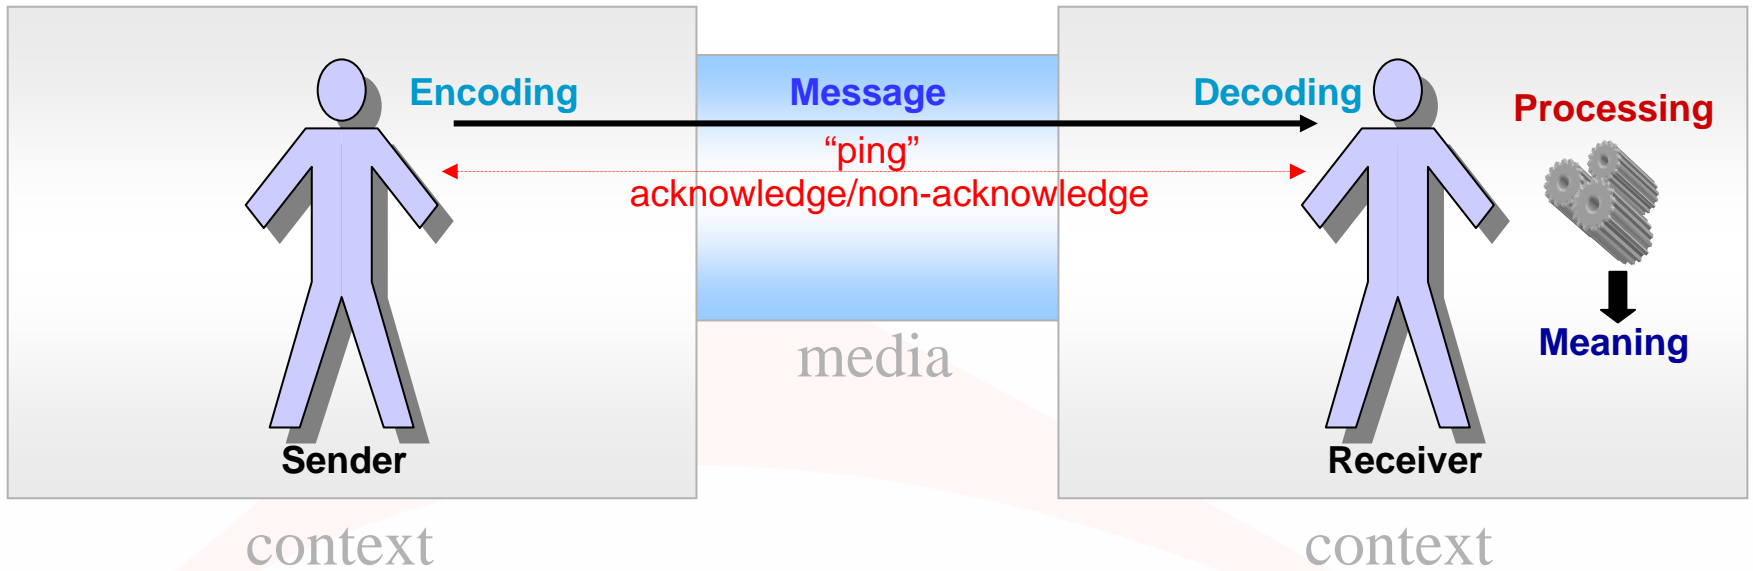 Encoding
Message
Decoding
Processing
“ping”
acknowledge/non-acknowledge
Meaning
media
Sender
Receiver
context
context